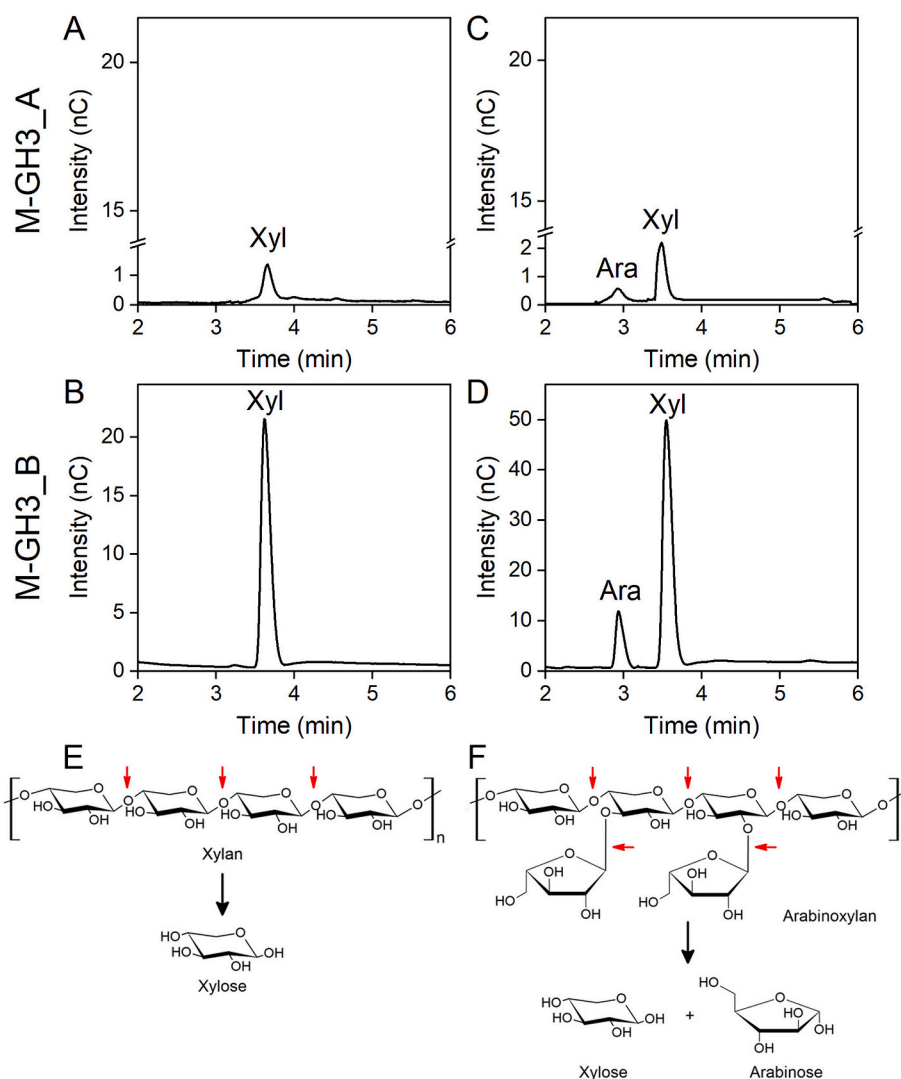 A
C
M-GH3_A
Intensity (nC)
20
15
1
0
Xyl
2 3 4 5 6
Time (min)
Intensity (nC)
20
15
2
1
0
Ara
Xyl
2 3 4 5 6
Time (min)
B
D
M-GH3_B
Intensity (nC)
20
15
10
5
0
Xyl
2 3 4 5 6
Time (min)
Intensity (nC)
50
40
30
20
10
0
Ara
Xyl
2 3 4 5 6
Time (min)
E
O O O O O
HO HO HO HO
OH OH OH OH
n
Xylan
HO O
HO OH
OH
Xylose
F
O O O O O
HO HO HO HO
OH OH OH
O O
O O
OH OH
HO HO
OH OH
Arabinoxylan
HO O
HO OH
OH
+
HO
O
HO
OH
OH
Xylose
Arabinose